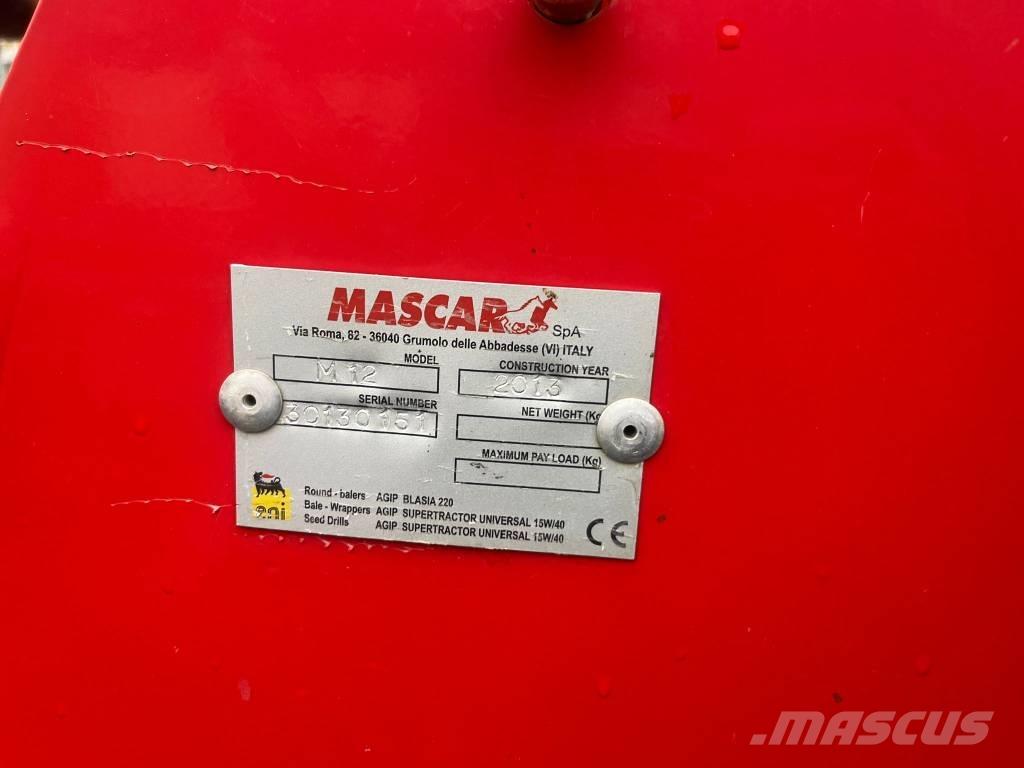 MASCAR SpA
Via Roma, 82 - 36040 Grumolo delle Abbadesse (Vi) ITALY
MODEL
M 12
CONSTRUCTION YEAR
2013
SERIAL NUMBER
30130151
NET WEIGHT (Kg
MAXIMUM PAY LOAD (Kg)
eni
Round - balers AGIP BLASIA 220
Bale - Wrappers AGIP SUPERTRACTOR UNIVERSAL 15W/40
Seed Drills AGIP SUPERTRACTOR UNIVERSAL 15W/40
CE
.MASCUS